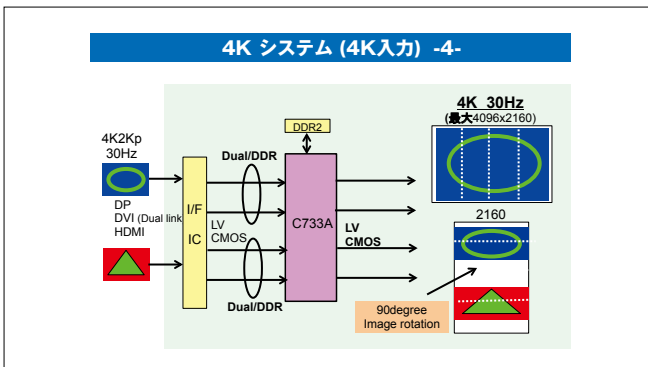 4K システム (4K入力) -4-
4K 30Hz
(最大4096x2160)
DDR2
4K2Kp
30Hz
Dual/DDR
DP
DVI (Dual link
HDMI
I/F
IC
LV
CMOS
C733A
LV
CMOS
2160
Dual/DDR
90degree
Image rotation